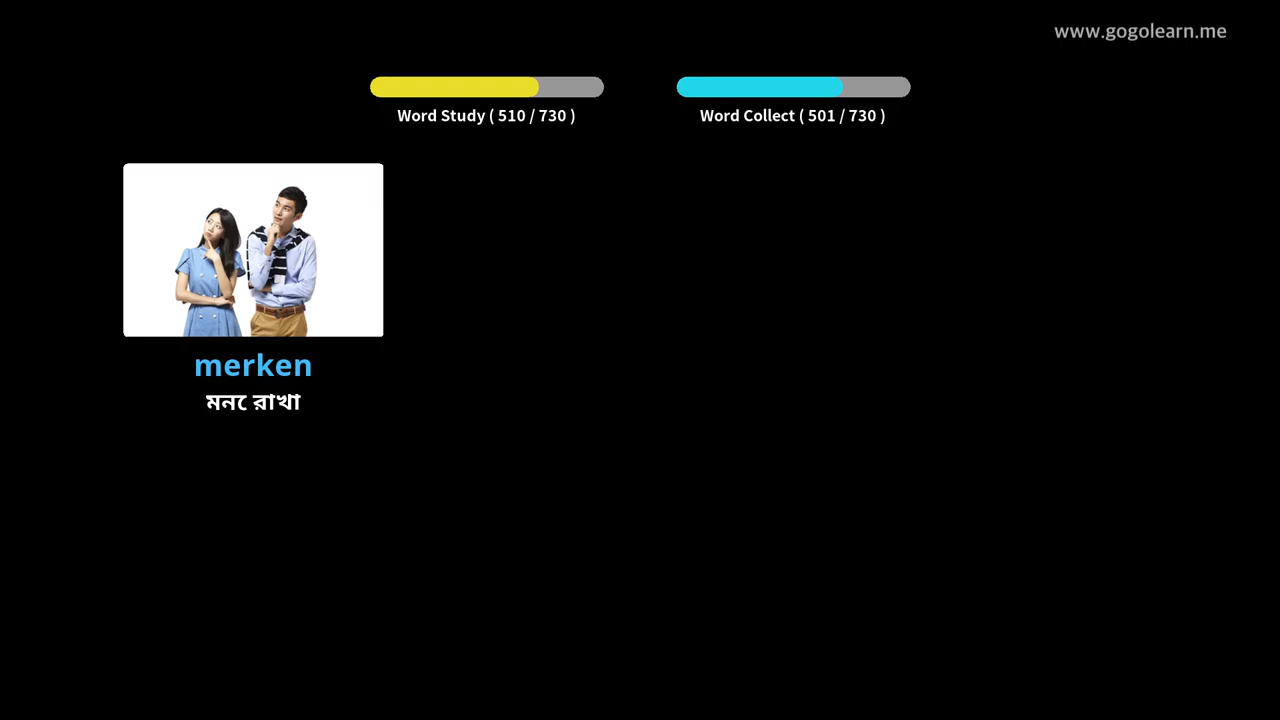 www.gogolearn.me
Word Study ( 510 / 730 )
Word Collect ( 501 / 730 )
merken
মনে রাখা